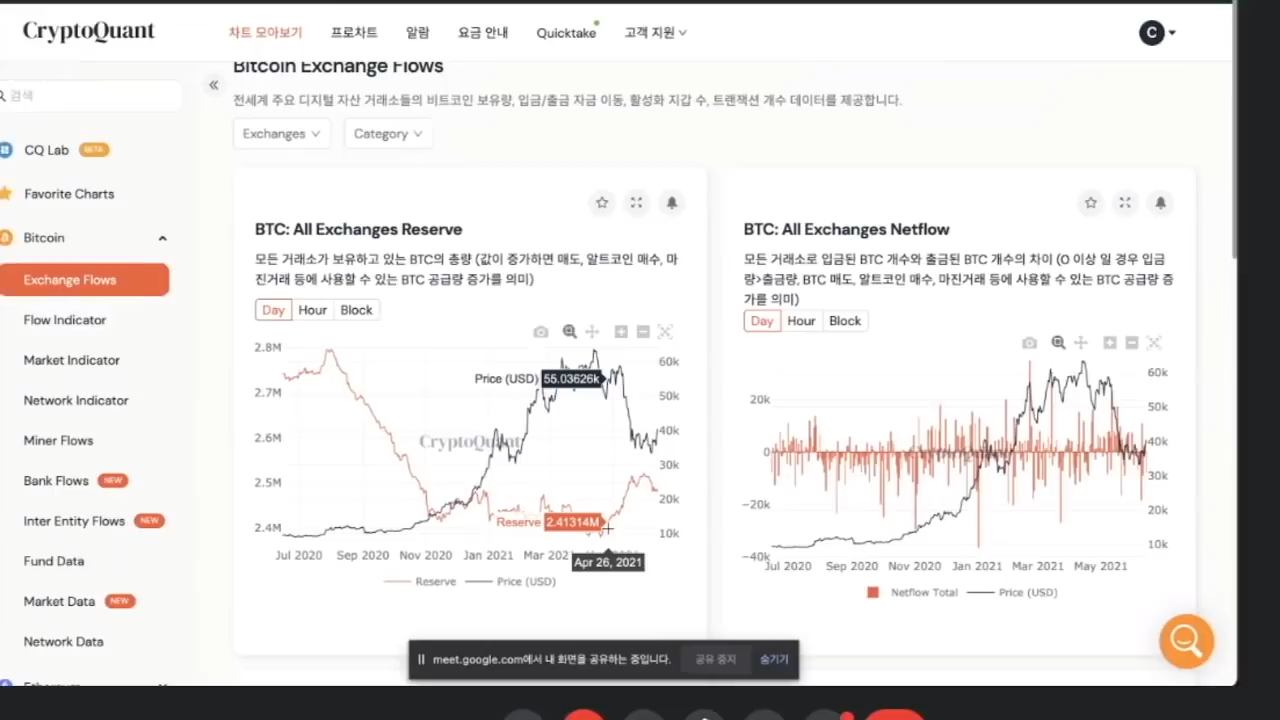 CryptoQuant
차트 모아보기
프로차트
알람
요금 안내
Quicktake
고객 지원
C
Bitcoin Exchange Flows
검색
전세계 주요 디지털 자산 거래소들의 비트코인 보유량, 입금/출금 자금 이동, 활성화 지갑 수, 트랜잭션 개수 데이터를 제공합니다.
Exchanges
Category
CQ Lab BETA
Favorite Charts
Bitcoin
Exchange Flows
Flow Indicator
Market Indicator
Network Indicator
Miner Flows
Bank Flows NEW
Inter Entity Flows NEW
Fund Data
Market Data NEW
Network Data
BTC: All Exchanges Reserve
모든 거래소가 보유하고 있는 BTC의 총량 (값이 증가하면 매도, 알트코인 매수, 마
진거래 등에 사용할 수 있는 BTC 공급량 증가를 의미)
Day Hour Block
2.8M
2.7M
2.6M
2.5M
2.4M
60k
50k
40k
30k
20k
10k
Price (USD) 55.03626k
CryptoQuant
Reserve 2.41314M
Jul 2020 Sep 2020 Nov 2020 Jan 2021 Mar 2021
Apr 26, 2021
Reserve Price (USD)
BTC: All Exchanges Netflow
모든 거래소로 입금된 BTC 개수와 출금된 BTC 개수의 차이 (0 이상 일 경우 입금
량>출금량, BTC 매도, 알트코인 매수, 마진거래 등에 사용할 수 있는 BTC 공급량 증
가를 의미)
Day Hour Block
20k
0
−20k
−40k
60k
50k
40k
30k
20k
10k
Jul 2020 Sep 2020 Nov 2020 Jan 2021 Mar 2021 May 2021
Netflow Total Price (USD)
meet.google.com에서 내 화면을 공유하는 중입니다.
공유 중지
숨기기